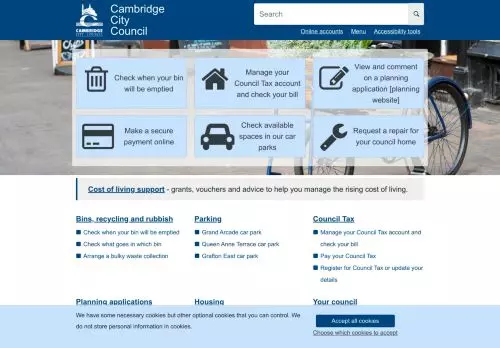 CAMBRIDGE
CITY COUNCIL
Cambridge
City
Council
Search
Online accounts Menu Accessibility tools
Check when your bin
will be emptied
Manage your
Council Tax account
and check your bill
View and comment
on a planning
application [planning
website]
Make a secure
payment online
Check available
spaces in our car
parks
Request a repair for
your council home
Cost of living support - grants, vouchers and advice to help you manage the rising cost of living.
Bins, recycling and rubbish
Check when your bin will be emptied
Check what goes in which bin
Arrange a bulky waste collection
Parking
Grand Arcade car park
Queen Anne Terrace car park
Grafton East car park
Council Tax
Manage your Council Tax account and
check your bill
Pay your Council Tax
Register for Council Tax or update your
details
Planning applications
Housing
Your council
We have some necessary cookies but other optional cookies that you can control. We
do not store personal information in cookies.
Accept all cookies
Choose which cookies to accept